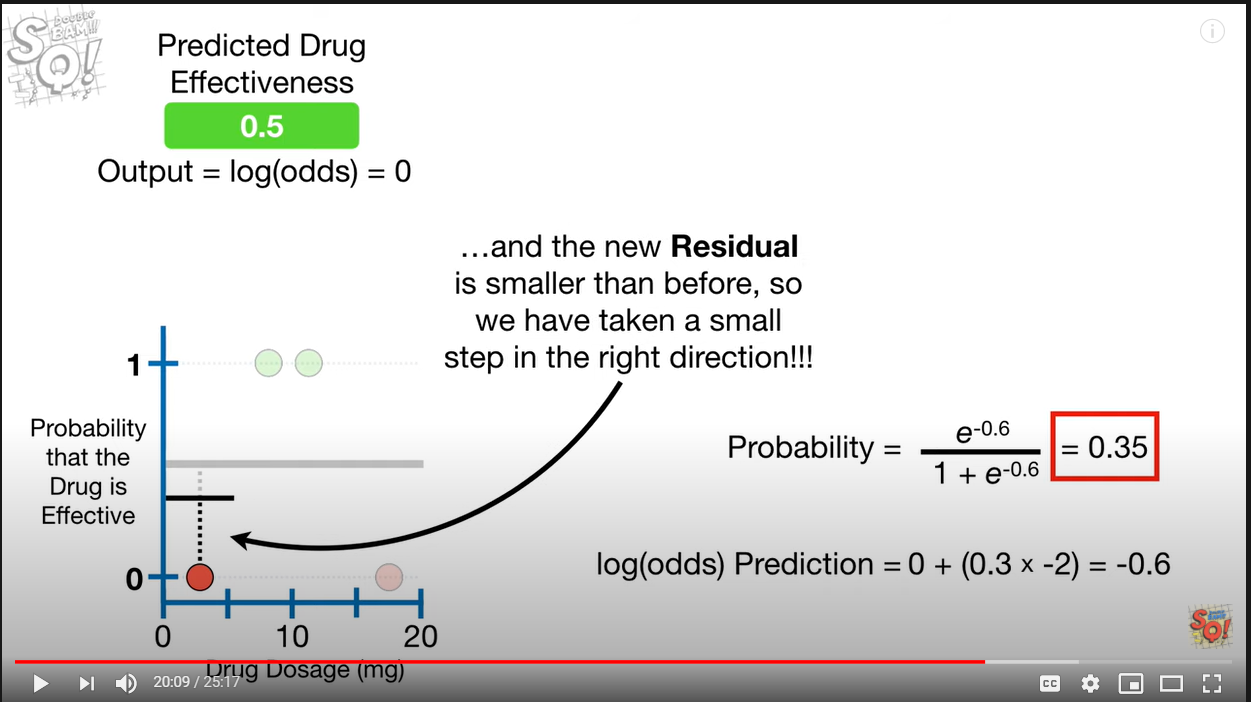 DOUBLE
BAM!!!
SQ!
Predicted Drug
Effectiveness
0.5
Output = log(odds) = 0
…and the new Residual
is smaller than before, so
we have taken a small
step in the right direction!!!
1
Probability
that the
Drug is
Effective
0
0 10 20
Drug Dosage (mg)
Probability = e^-0.6 / 1 + e^-0.6 = 0.35
log(odds) Prediction = 0 + (0.3 × -2) = -0.6
SQ!
20:09 / 25:17
CC